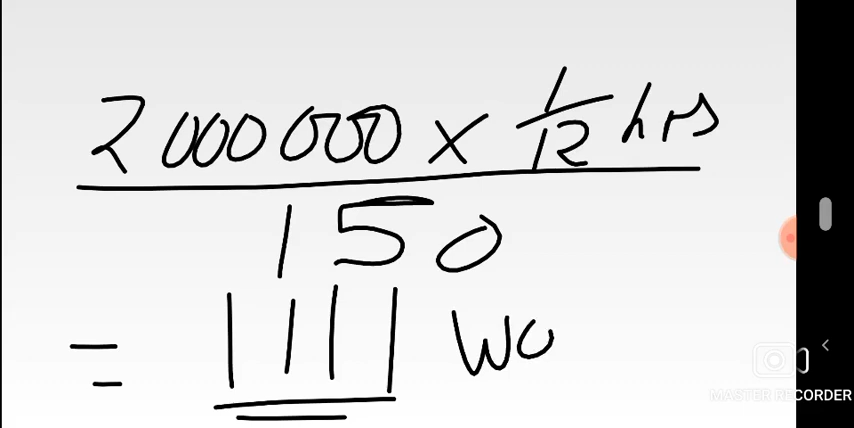 2000000 x 1/12 hrs
150
= 1111 wo
MASTER RECORDER